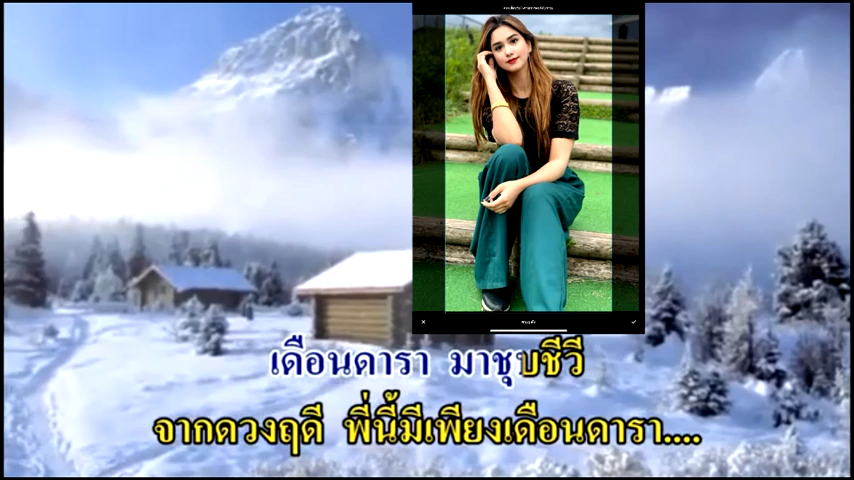 เดือนดารา มาชุบชีวี
จากดวงฤดี พี่นี้มีเพียงเดือนดารา....